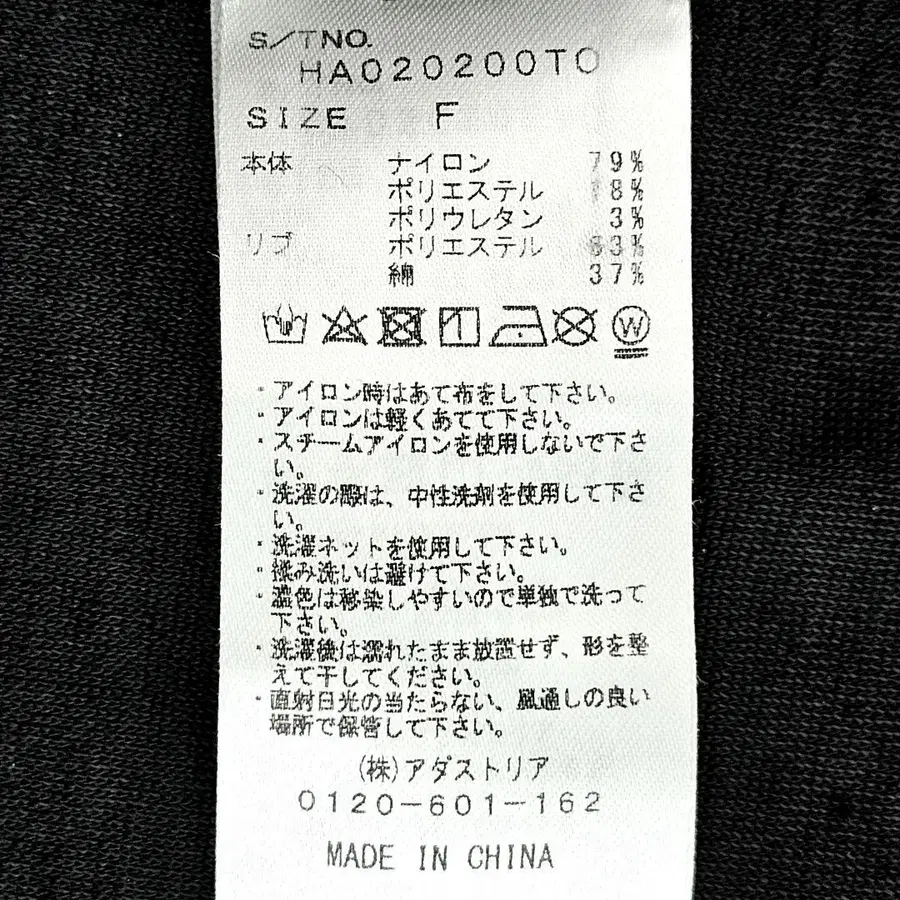 S/TNO.
HA020200TO
SIZE F
本体 ナイロン 79%
ポリエステル 18%
ポリウレタン 3%
リブ ポリエステル 63%
綿 37%
W
・アイロン時はあて布をして下さい。
・アイロンは軽くあてて下さい。
・スチームアイロンを使用しないで下さ
い。
・洗濯の際は、中性洗剤を使用して下さ
い。
・洗濯ネットを使用して下さい。
・揉み洗いは避けて下さい。
・濃色は移染しやすいので単独で洗って
下さい。
・洗濯後は濡れたまま放置せず、形を整
えて干してください。
・直射日光の当たらない、風通しの良い
場所で保管して下さい。
(株)アダストリア
0120-601-162
MADE IN CHINA